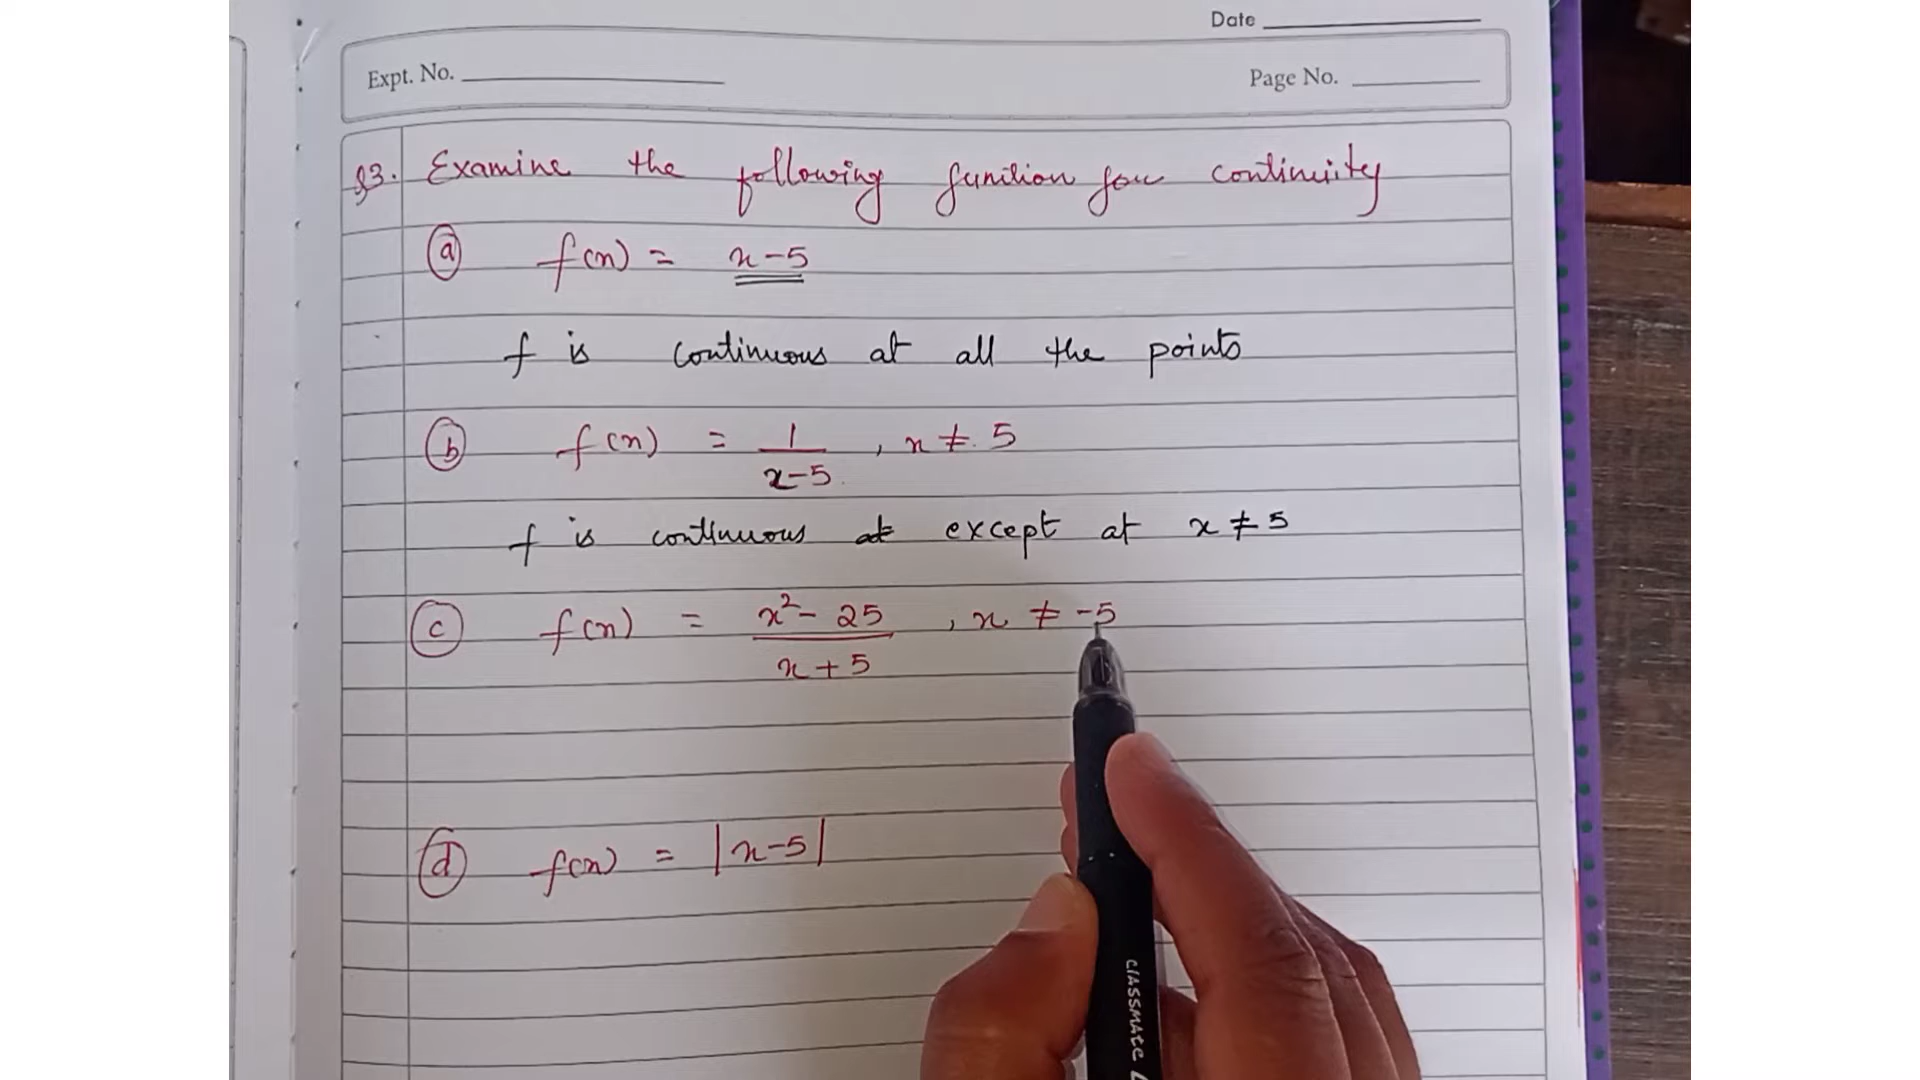 Date
Expt. No.
Page No.
Q3. Examine the following function for continuity
(a) f(x) = x-5
f is continuous at all the points
(b) f(x) = 1/(x-5) , x ≠ 5
f is continuous at except at x ≠ 5
(c) f(x) = (x²-25)/(x+5) , x ≠ -5
(d) f(x) = |x-5|
CLASSMATE